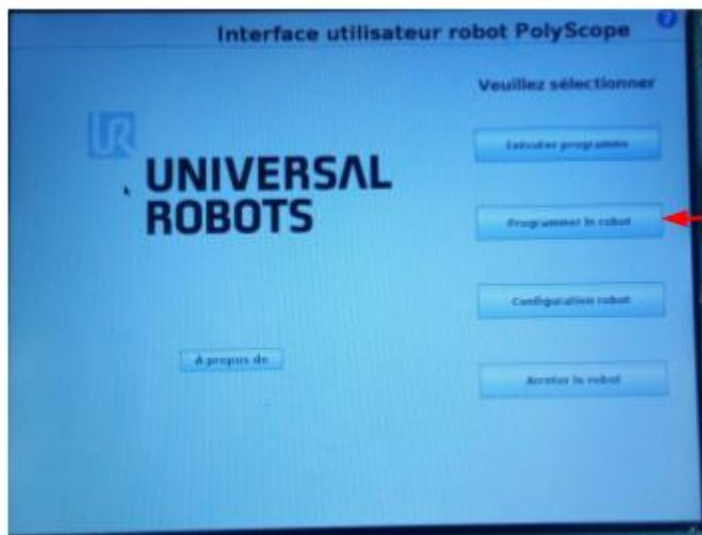 Interface utilisateur robot PolyScope
?
Veuillez sélectionner
UR
UNIVERSAL
ROBOTS
Exécuter programme
Programmer le robot
Configuration robot
A propos de
Arrêter le robot